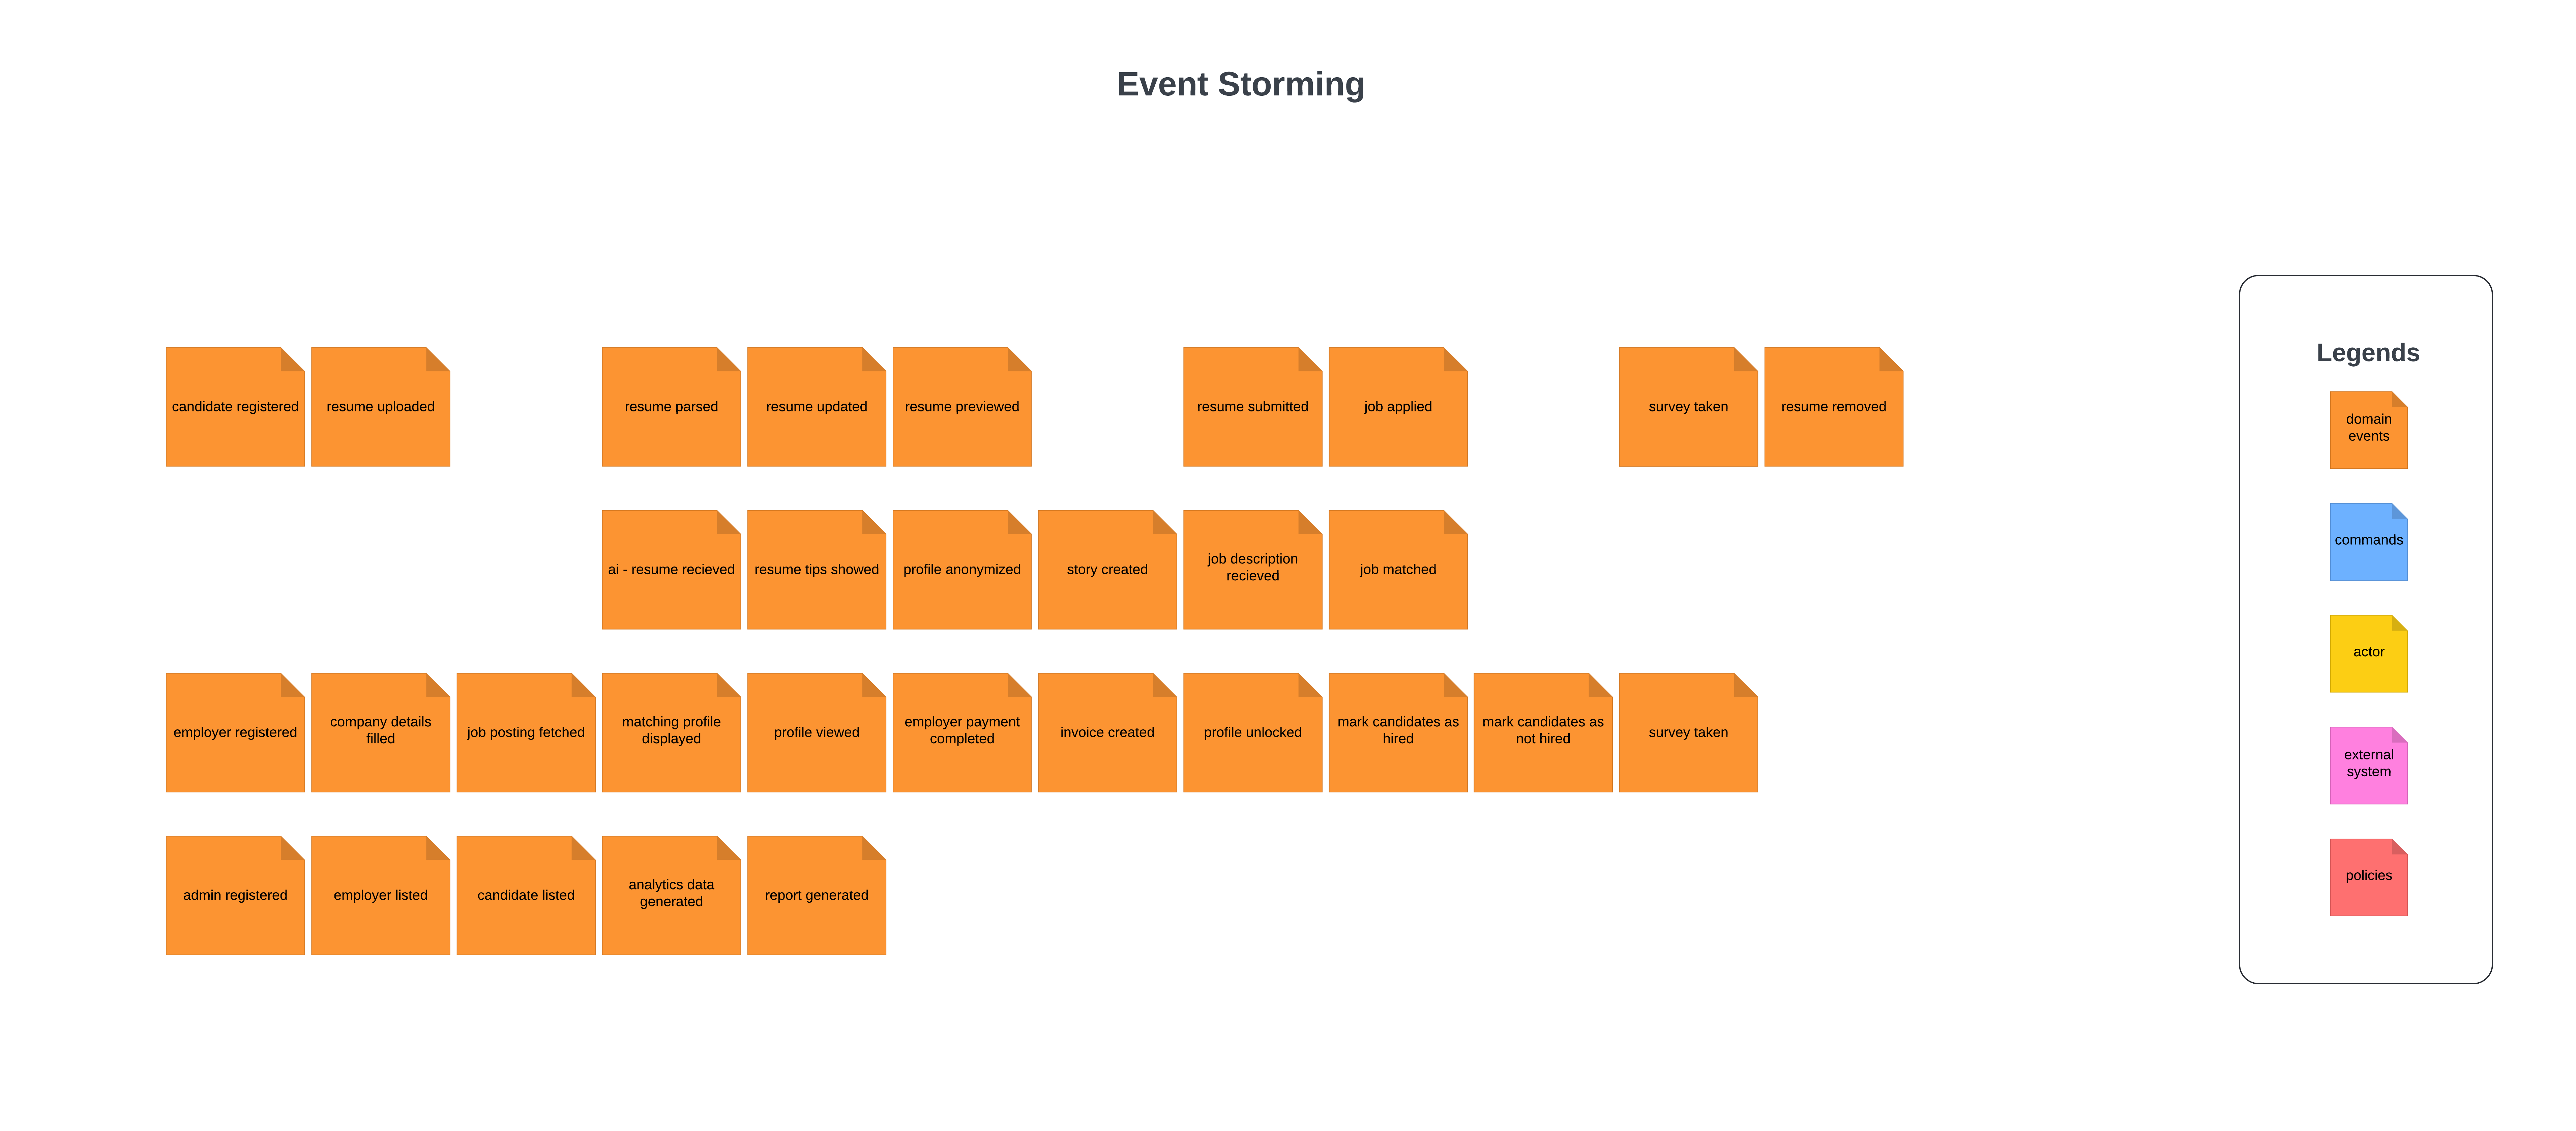 Event Storming
candidate registered
resume uploaded
resume parsed
resume updated
resume previewed
resume submitted
job applied
survey taken
resume removed
ai - resume recieved
resume tips showed
profile anonymized
story created
job description
recieved
job matched
employer registered
company details
filled
job posting fetched
matching profile
displayed
profile viewed
employer payment
completed
invoice created
profile unlocked
mark candidates as
hired
mark candidates as
not hired
survey taken
admin registered
employer listed
candidate listed
analytics data
generated
report generated
Legends
domain
events
commands
actor
external
system
policies